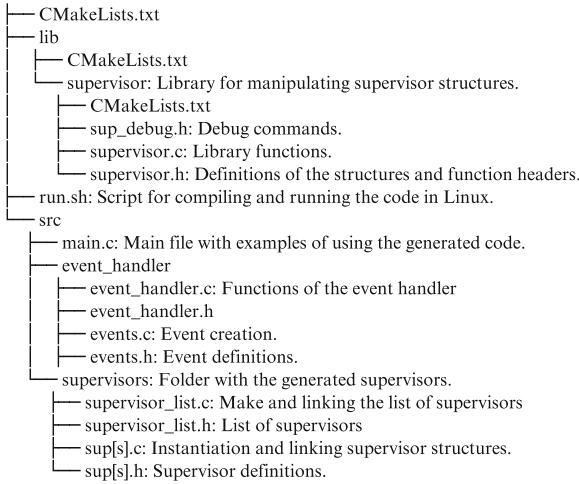 CMakeLists.txt
lib
CMakeLists.txt
supervisor: Library for manipulating supervisor structures.
CMakeLists.txt
sup_debug.h: Debug commands.
supervisor.c: Library functions.
supervisor.h: Definitions of the structures and function headers.
run.sh: Script for compiling and running the code in Linux.
src
main.c: Main file with examples of using the generated code.
event_handler
event_handler.c: Functions of the event handler
event_handler.h
events.c: Event creation.
events.h: Event definitions.
supervisors: Folder with the generated supervisors.
supervisor_list.c: Make and linking the list of supervisors
supervisor_list.h: List of supervisors
sup[s].c: Instantiation and linking supervisor structures.
sup[s].h: Supervisor definitions.